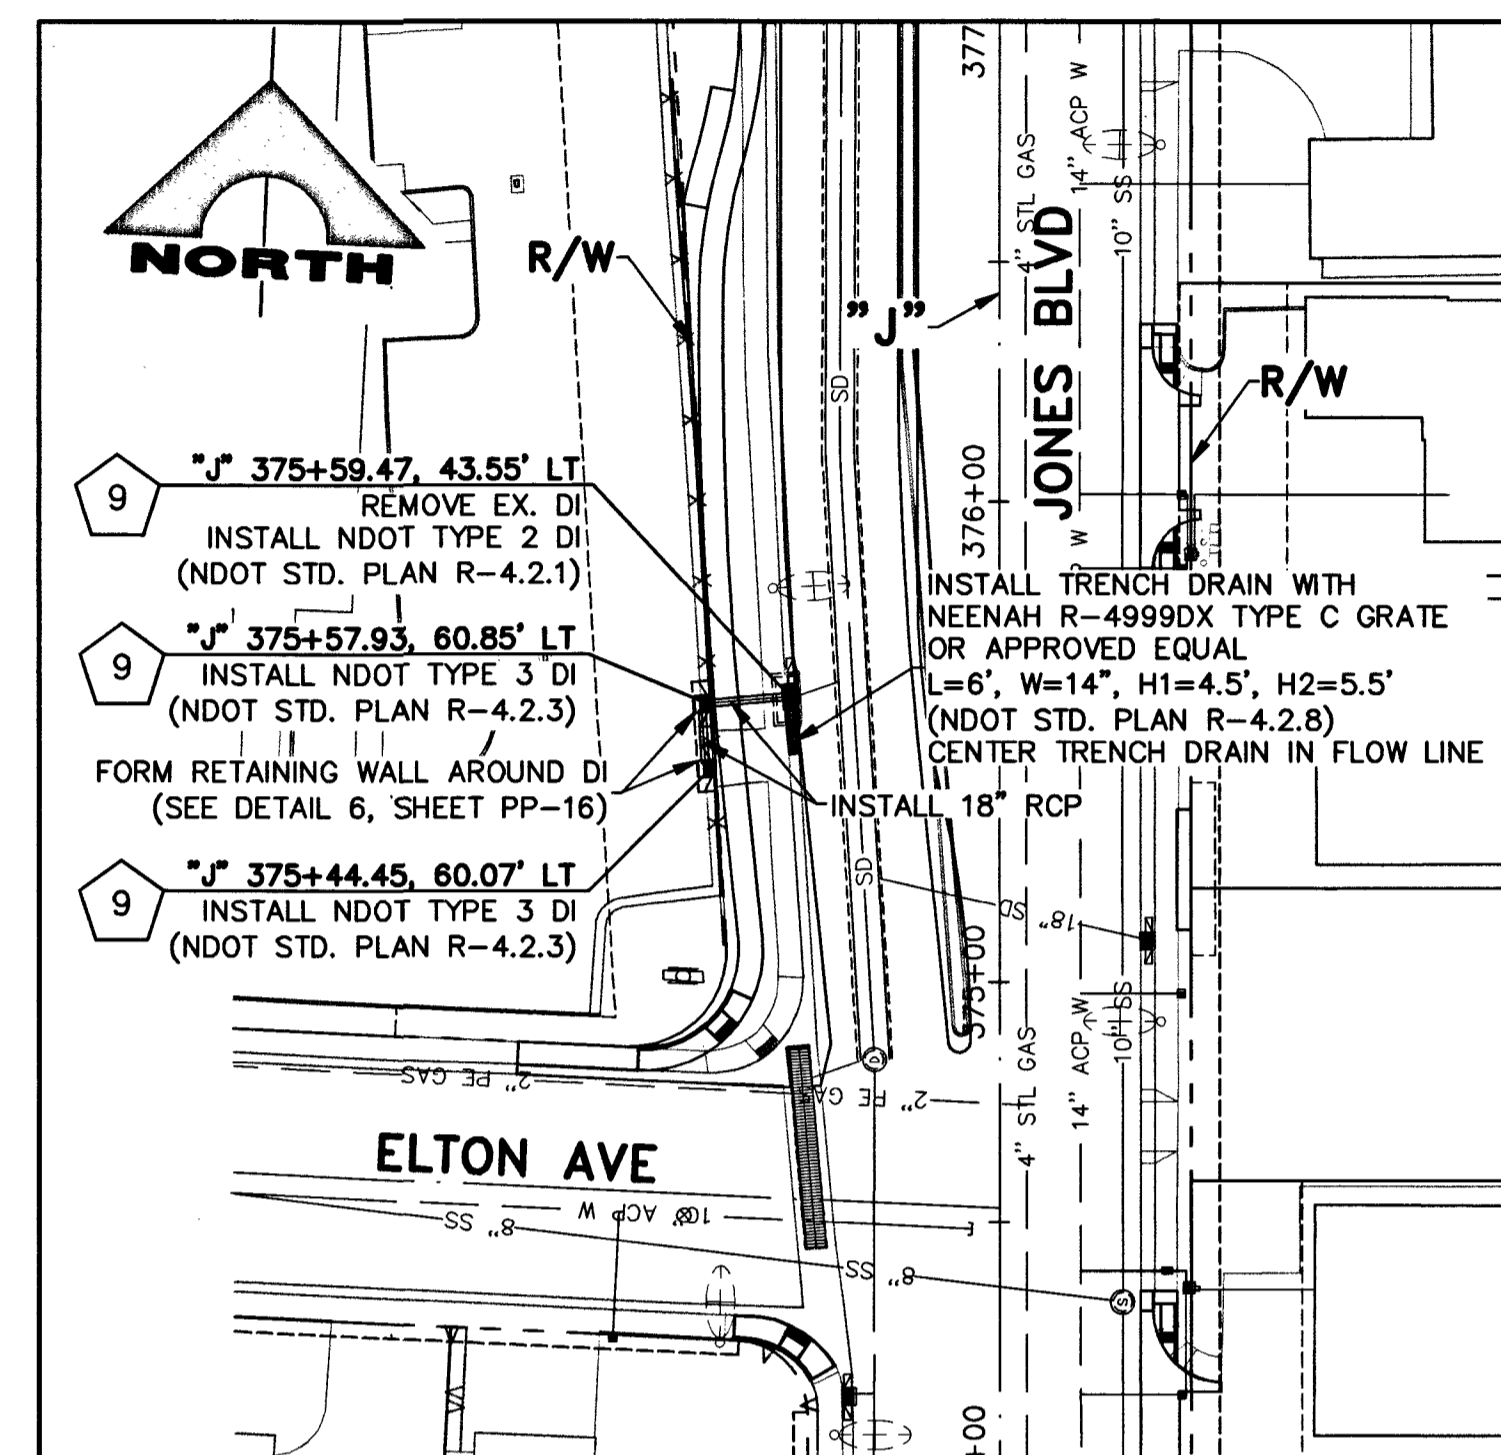 NORTH
R/W
"J"
JONES BLVD
R/W
377
4" STL GAS
14" ACP W
10" SS
SD
376+00
W
9
"J" 375+59.47, 43.55' LT
REMOVE EX. DI
INSTALL NDOT TYPE 2 DI
(NDOT STD. PLAN R-4.2.1)
9
"J" 375+57.93, 60.85' LT
INSTALL NDOT TYPE 3 DI
(NDOT STD. PLAN R-4.2.3)
FORM RETAINING WALL AROUND DI
(SEE DETAIL 6, SHEET PP-16)
9
"J" 375+44.45, 60.07' LT
INSTALL NDOT TYPE 3 DI
(NDOT STD. PLAN R-4.2.3)
INSTALL TRENCH DRAIN WITH
NEENAH R-4999DX TYPE C GRATE
OR APPROVED EQUAL
L=6', W=14", H1=4.5', H2=5.5'
(NDOT STD. PLAN R-4.2.8)
CENTER TRENCH DRAIN IN FLOW LINE
INSTALL 18" RCP
SD
18" SD
375+00
10" SS
14" ACP W
4" STL GAS
D
2" PE GAS
2" PE GA
ELTON AVE
10" ACP W
8" SS
8" SS
S
+00